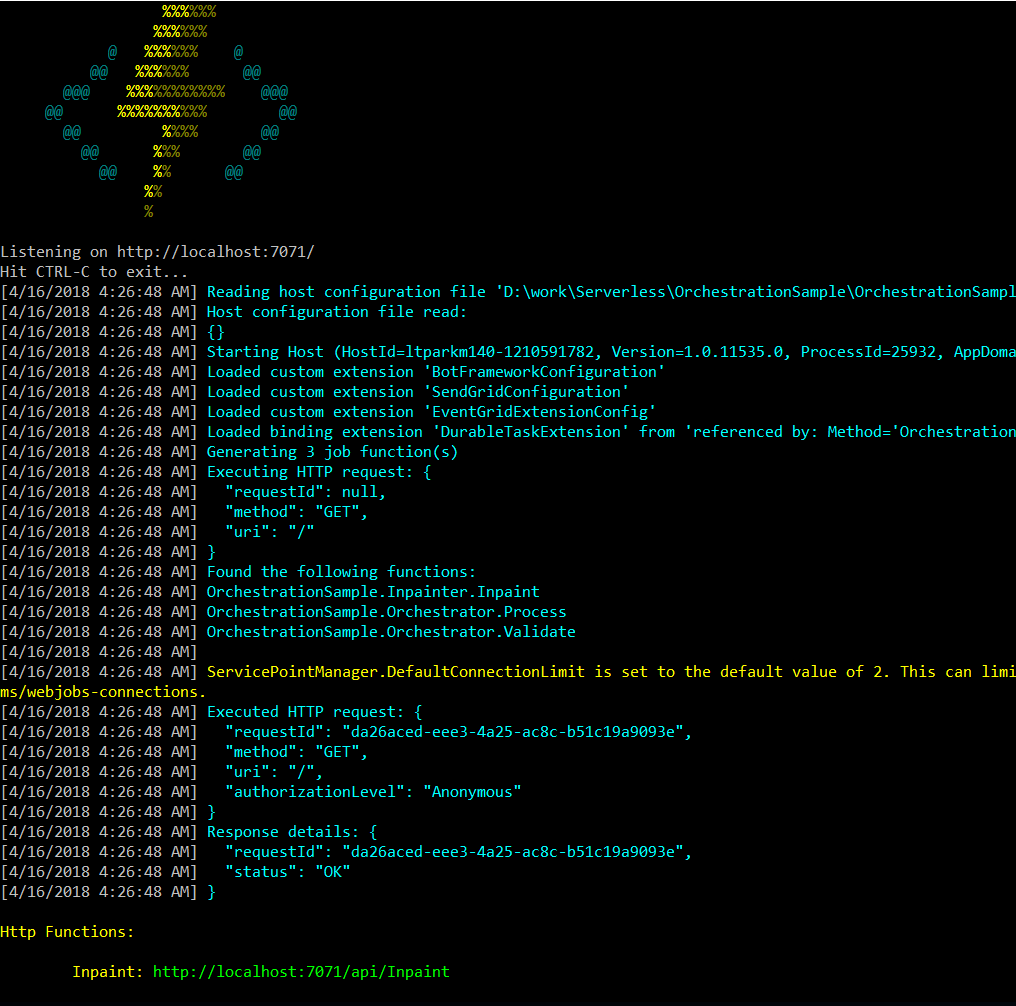 %%%%%%
%%%%%%
@ %%%%%% @
@@ %%%%%% @@
@@@ %%%%%%%%%%% @@@
@@ %%%%%%%%%% @@
@@ %%%% @@
@@ %%% @@
@@ %% @@
%%
%
Listening on http://localhost:7071/
Hit CTRL-C to exit...
[4/16/2018 4:26:48 AM] Reading host configuration file 'D:\work\Serverless\OrchestrationSample\OrchestrationSampl
[4/16/2018 4:26:48 AM] Host configuration file read:
[4/16/2018 4:26:48 AM] {}
[4/16/2018 4:26:48 AM] Starting Host (HostId=ltparkm140-1210591782, Version=1.0.11535.0, ProcessId=25932, AppDoma
[4/16/2018 4:26:48 AM] Loaded custom extension 'BotFrameworkConfiguration'
[4/16/2018 4:26:48 AM] Loaded custom extension 'SendGridConfiguration'
[4/16/2018 4:26:48 AM] Loaded custom extension 'EventGridExtensionConfig'
[4/16/2018 4:26:48 AM] Loaded binding extension 'DurableTaskExtension' from 'referenced by: Method='Orchestration
[4/16/2018 4:26:48 AM] Generating 3 job function(s)
[4/16/2018 4:26:48 AM] Executing HTTP request: {
[4/16/2018 4:26:48 AM]   "requestId": null,
[4/16/2018 4:26:48 AM]   "method": "GET",
[4/16/2018 4:26:48 AM]   "uri": "/"
[4/16/2018 4:26:48 AM] }
[4/16/2018 4:26:48 AM] Found the following functions:
[4/16/2018 4:26:48 AM] OrchestrationSample.Inpainter.Inpaint
[4/16/2018 4:26:48 AM] OrchestrationSample.Orchestrator.Process
[4/16/2018 4:26:48 AM] OrchestrationSample.Orchestrator.Validate
[4/16/2018 4:26:48 AM]
[4/16/2018 4:26:48 AM] ServicePointManager.DefaultConnectionLimit is set to the default value of 2. This can limi
ms/webjobs-connections.
[4/16/2018 4:26:48 AM] Executed HTTP request: {
[4/16/2018 4:26:48 AM]   "requestId": "da26aced-eee3-4a25-ac8c-b51c19a9093e",
[4/16/2018 4:26:48 AM]   "method": "GET",
[4/16/2018 4:26:48 AM]   "uri": "/",
[4/16/2018 4:26:48 AM]   "authorizationLevel": "Anonymous"
[4/16/2018 4:26:48 AM] }
[4/16/2018 4:26:48 AM] Response details: {
[4/16/2018 4:26:48 AM]   "requestId": "da26aced-eee3-4a25-ac8c-b51c19a9093e",
[4/16/2018 4:26:48 AM]   "status": "OK"
[4/16/2018 4:26:48 AM] }
Http Functions:
Inpaint: http://localhost:7071/api/Inpaint